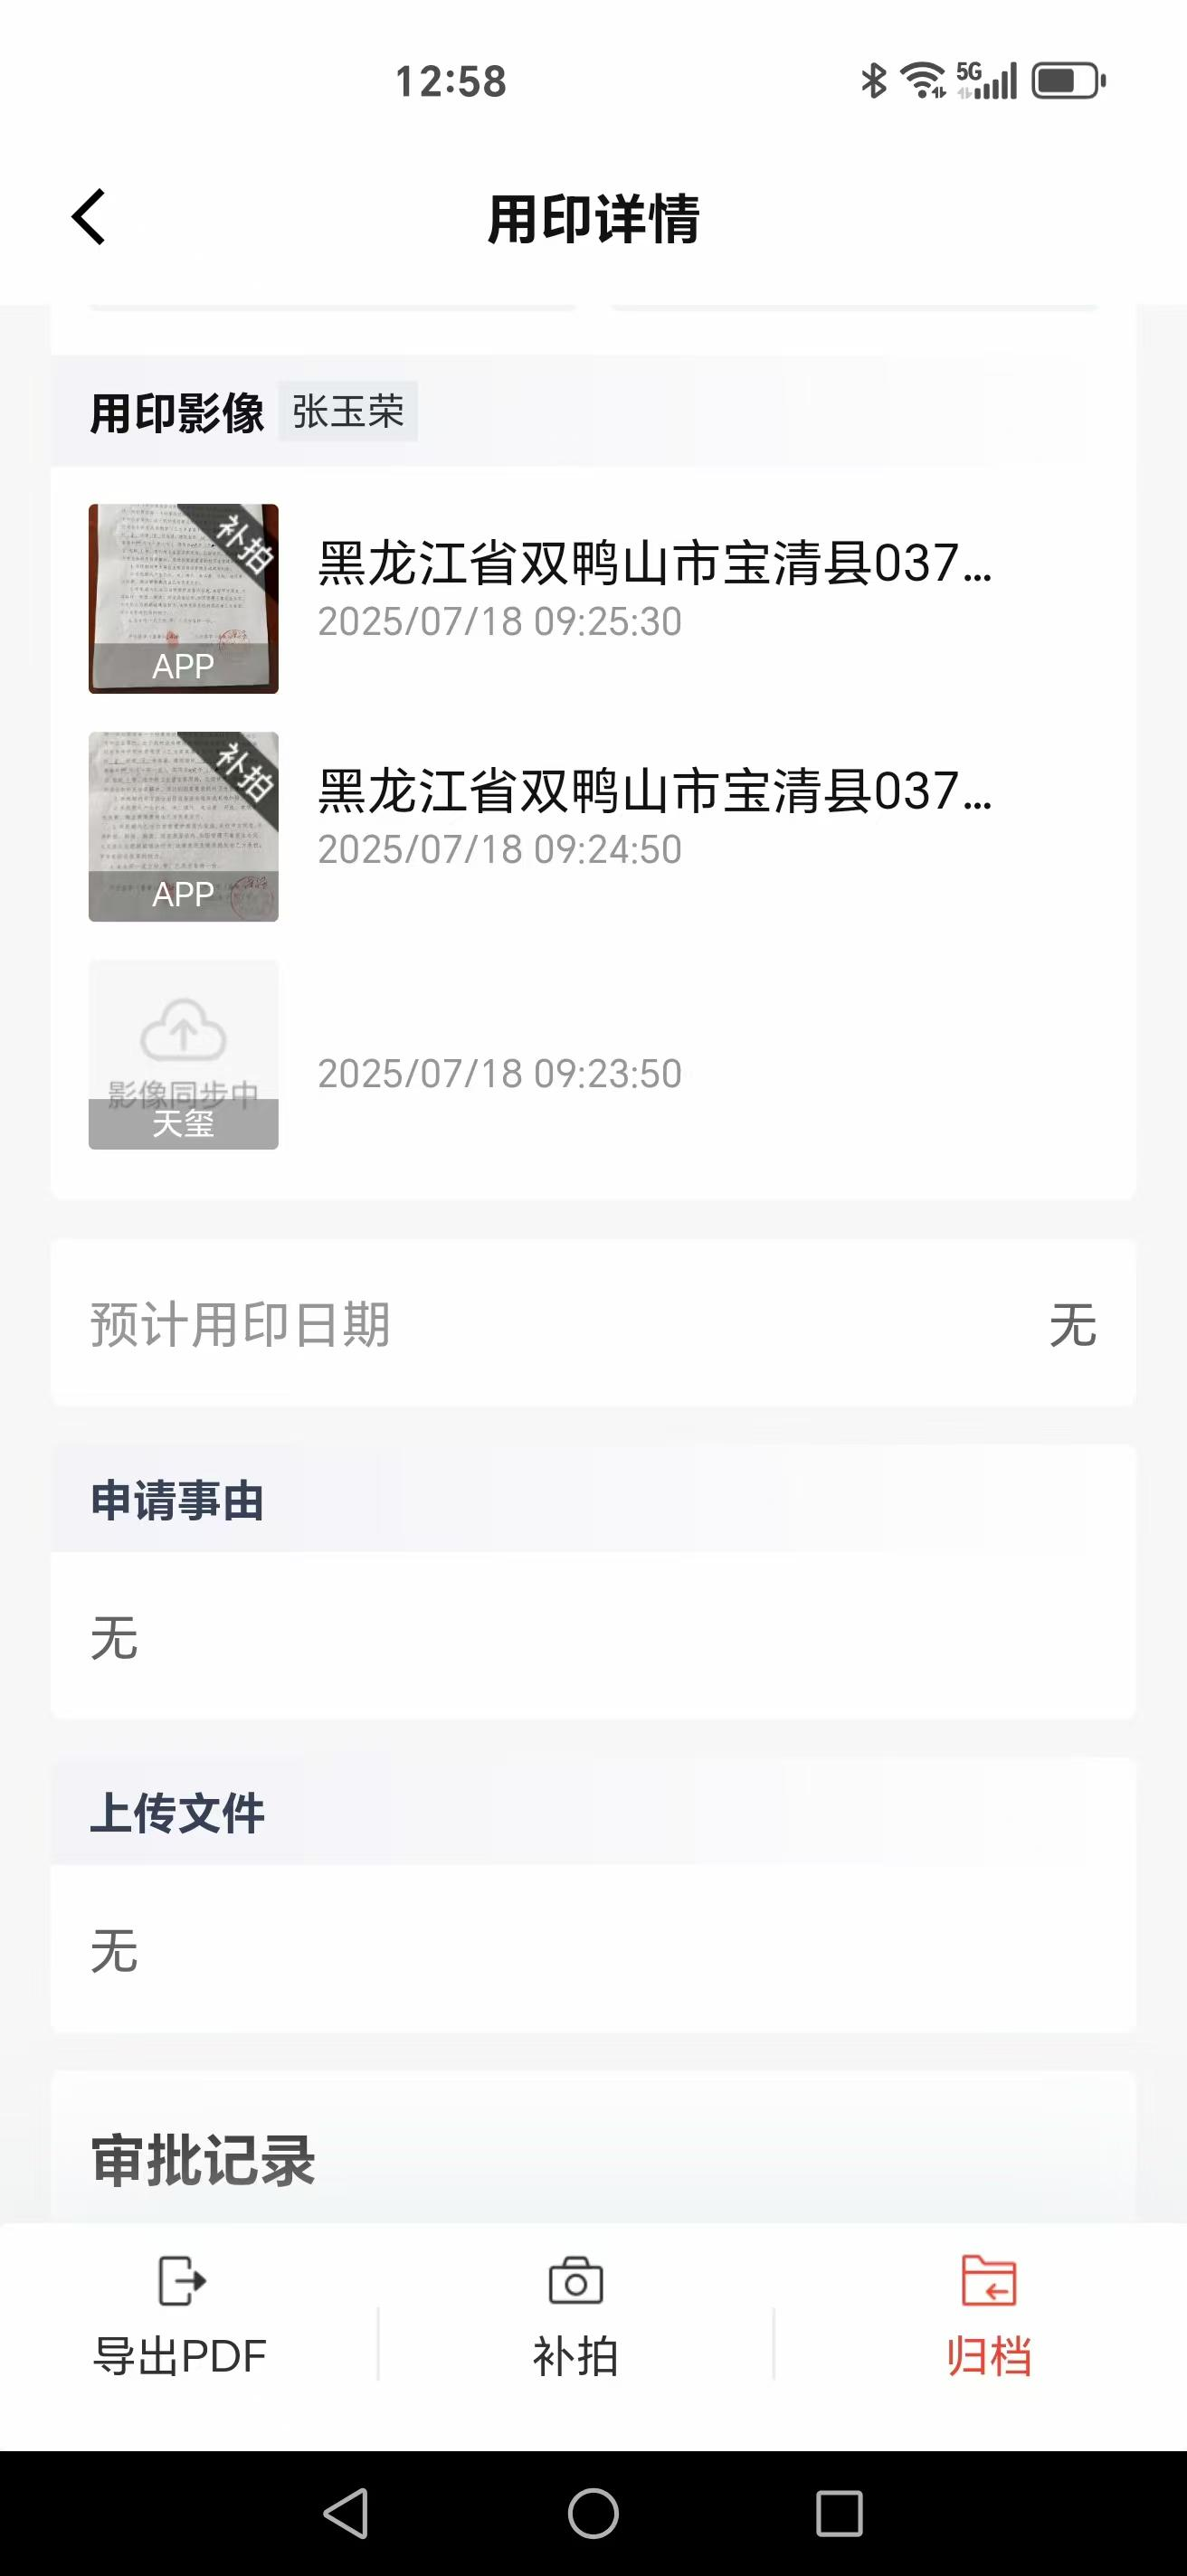 12:58
5G
用印详情
用印影像 张玉荣
补拍
APP
黑龙江省双鸭山市宝清县037...
2025/07/18 09:25:30
补拍
APP
黑龙江省双鸭山市宝清县037...
2025/07/18 09:24:50
影像同步中
天玺
2025/07/18 09:23:50
预计用印日期 无
申请事由
无
上传文件
无
审批记录
导出PDF 补拍 归档